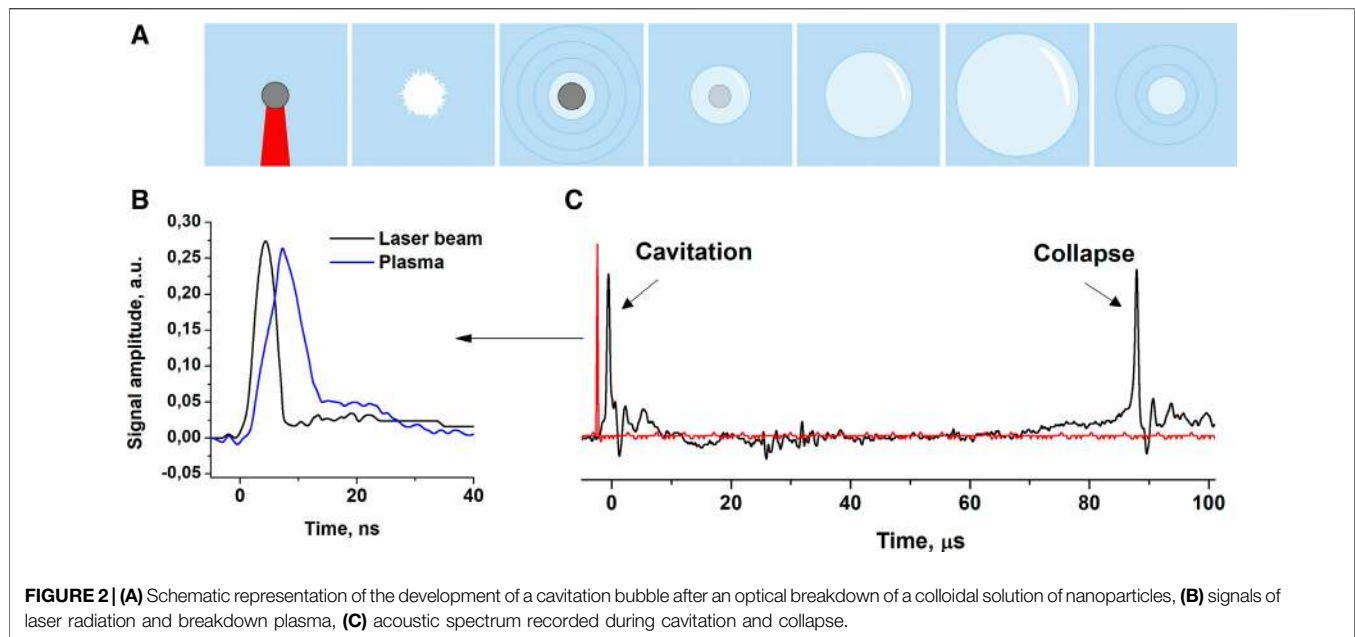 A
B
C
0,30
0,25
0,20
0,15
0,10
0,05
0,00
-0,05
Signal amplitude, a.u.
Laser beam
Plasma
0
20
40
Time, ns
Cavitation
Collapse
0
20
40
60
80
100
Time, μs
FIGURE 2 | (A) Schematic representation of the development of a cavitation bubble after an optical breakdown of a colloidal solution of nanoparticles, (B) signals of
laser radiation and breakdown plasma, (C) acoustic spectrum recorded during cavitation and collapse.